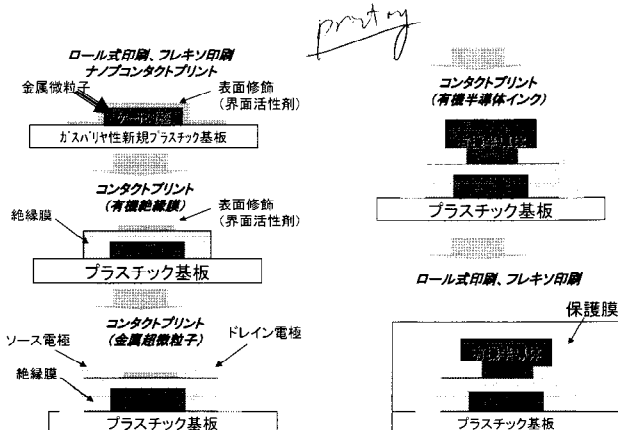 ロール式印刷、フレキソ印刷
ナノプコンタクトプリント
金属微粒子
表面修飾
(界面活性剤)
ガスバリヤ性新規プラスチック基板
コンタクトプリント
(有機絶縁膜)
表面修飾
(界面活性剤)
絶縁膜
プラスチック基板
コンタクトプリント
(金属超微粒子)
ソース電極
ドレイン電極
絶縁膜
プラスチック基板
コンタクトプリント
(有機半導体インク)
プラスチック基板
ロール式印刷、フレキソ印刷
保護膜
有機半導体
プラスチック基板